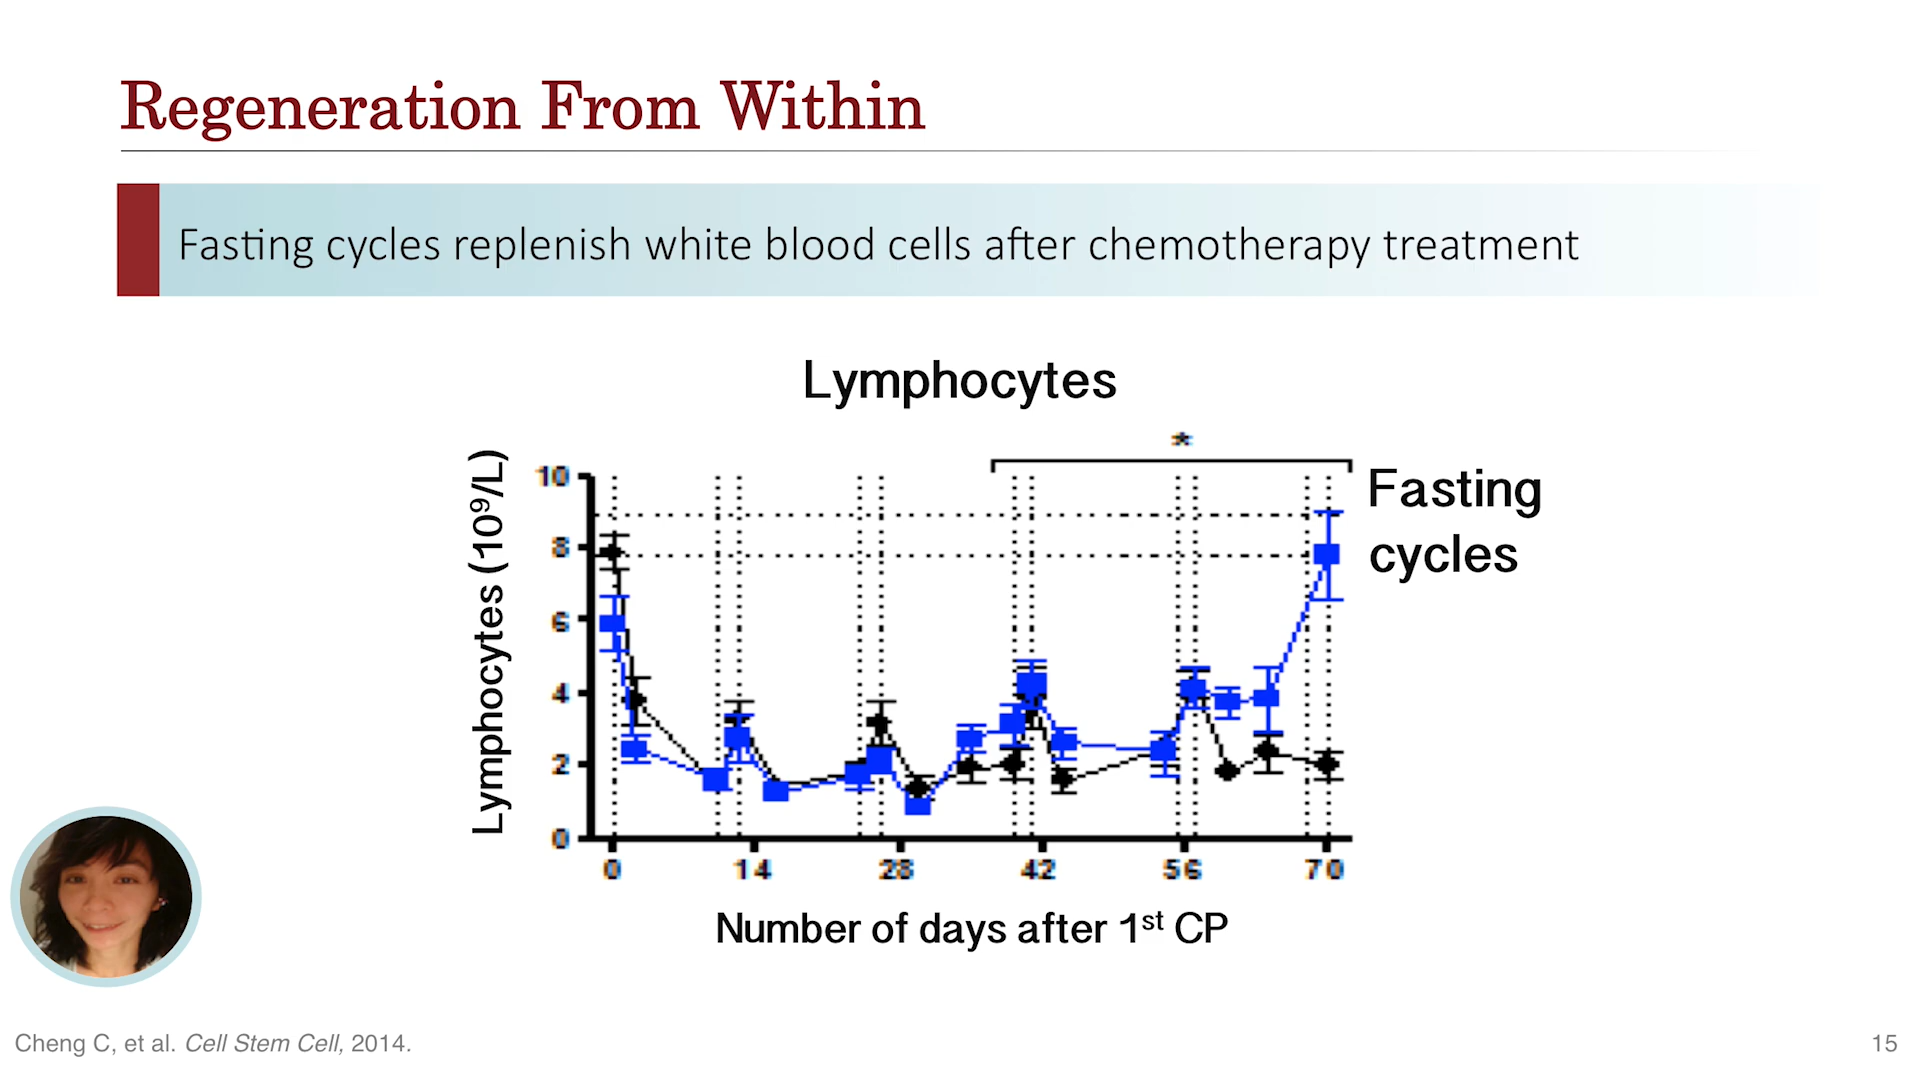 Regeneration From Within
Fasting cycles replenish white blood cells after chemotherapy treatment
Lymphocytes
*
Fasting
cycles
Lymphocytes (10⁹/L)
10
8
6
4
2
0
0 14 28 42 56 70
Number of days after 1st CP
Cheng C, et al. Cell Stem Cell, 2014.
15